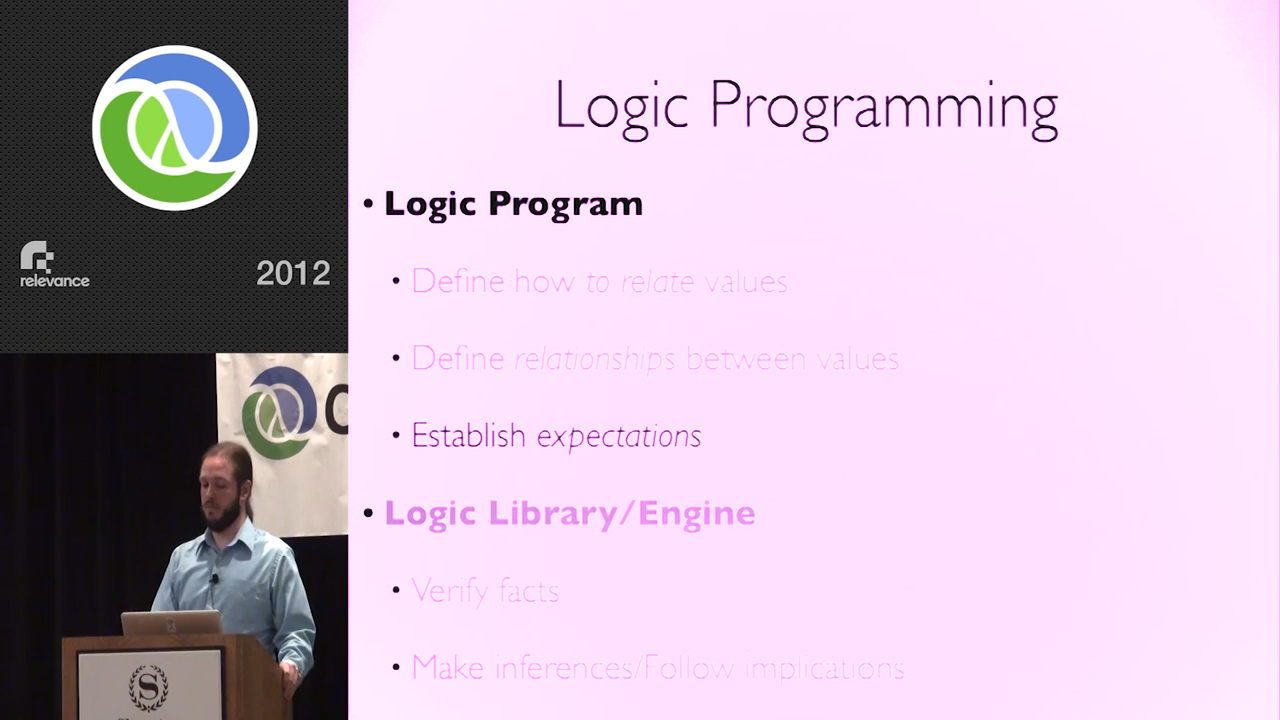 relevance
2012
Logic Programming
• Logic Program
• Define how to relate values
• Define relationships between values
• Establish expectations
• Logic Library/Engine
• Verify facts
• Make inferences/Follow implications
C
S